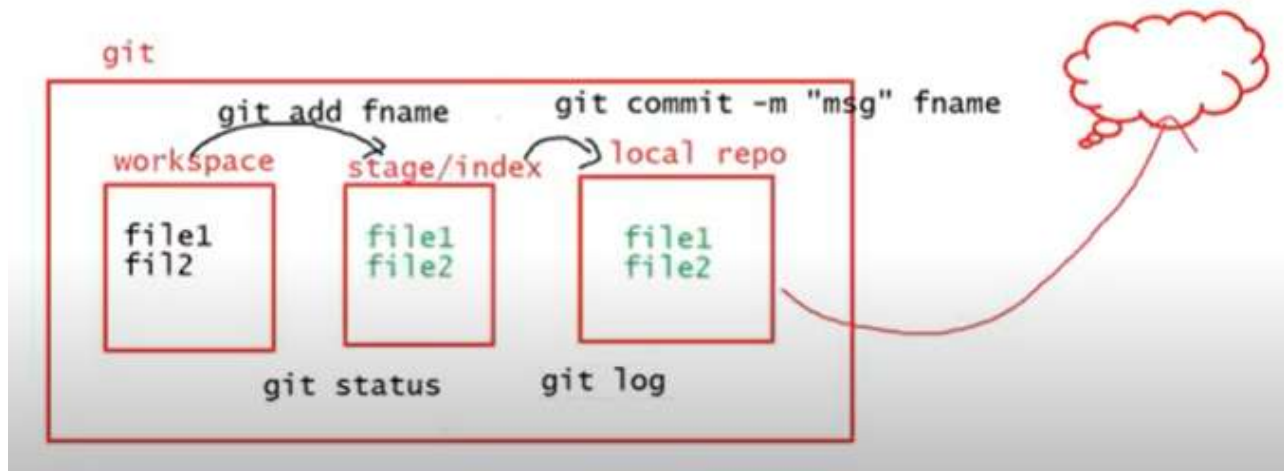 git
git add fname
git commit -m "msg" fname
workspace
stage/index
local repo
file1
fil2
file1
file2
file1
file2
git status
git log